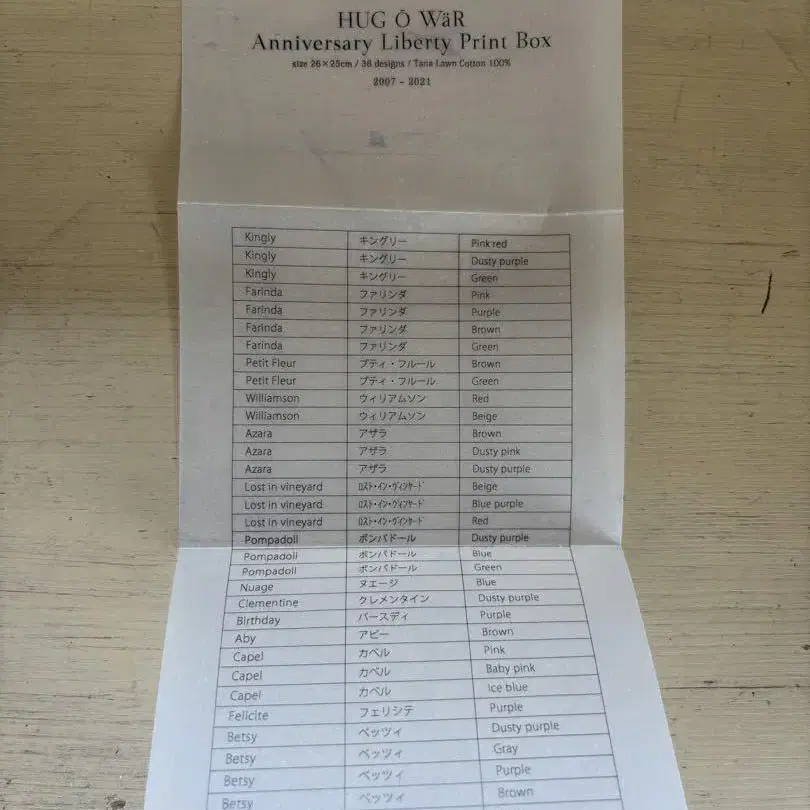 HUG Ō WäR
Anniversary Liberty Print Box
size 26×25cm / 36 designs / Tana Lawn Cotton 100%
2007 - 2021
Kingly キングリー Pink red
Kingly キングリー Dusty purple
Kingly キングリー Green
Farinda ファリンダ Pink
Farinda ファリンダ Purple
Farinda ファリンダ Brown
Farinda ファリンダ Green
Petit Fleur プティ・フルール Brown
Petit Fleur プティ・フルール Green
Williamson ウィリアムソン Red
Williamson ウィリアムソン Beige
Azara アザラ Brown
Azara アザラ Dusty pink
Azara アザラ Dusty purple
Lost in vineyard ﾛｽﾄ・ｲﾝ・ヴｨﾝﾔｰﾄﾞ Beige
Lost in vineyard ﾛｽﾄ・ｲﾝ・ヴｨﾝﾔｰﾄﾞ Blue purple
Lost in vineyard ﾛｽﾄ・ｲﾝ・ヴｨﾝﾔｰﾄﾞ Red
Pompadoll ポンパドール Dusty purple
Pompadoll ポンパドール Blue
Pompadoll ポンパドール Green
Nuage ヌエージ Blue
Clementine クレメンタイン Dusty purple
Birthday バースディ Purple
Aby アビー Brown
Capel カペル Pink
Capel カペル Baby pink
Capel カペル Ice blue
Felicite フェリシテ Purple
Betsy ベッツィ Dusty purple
Betsy ベッツィ Gray
Betsy ベッツィ Purple
Betsy ベッツィ Brown